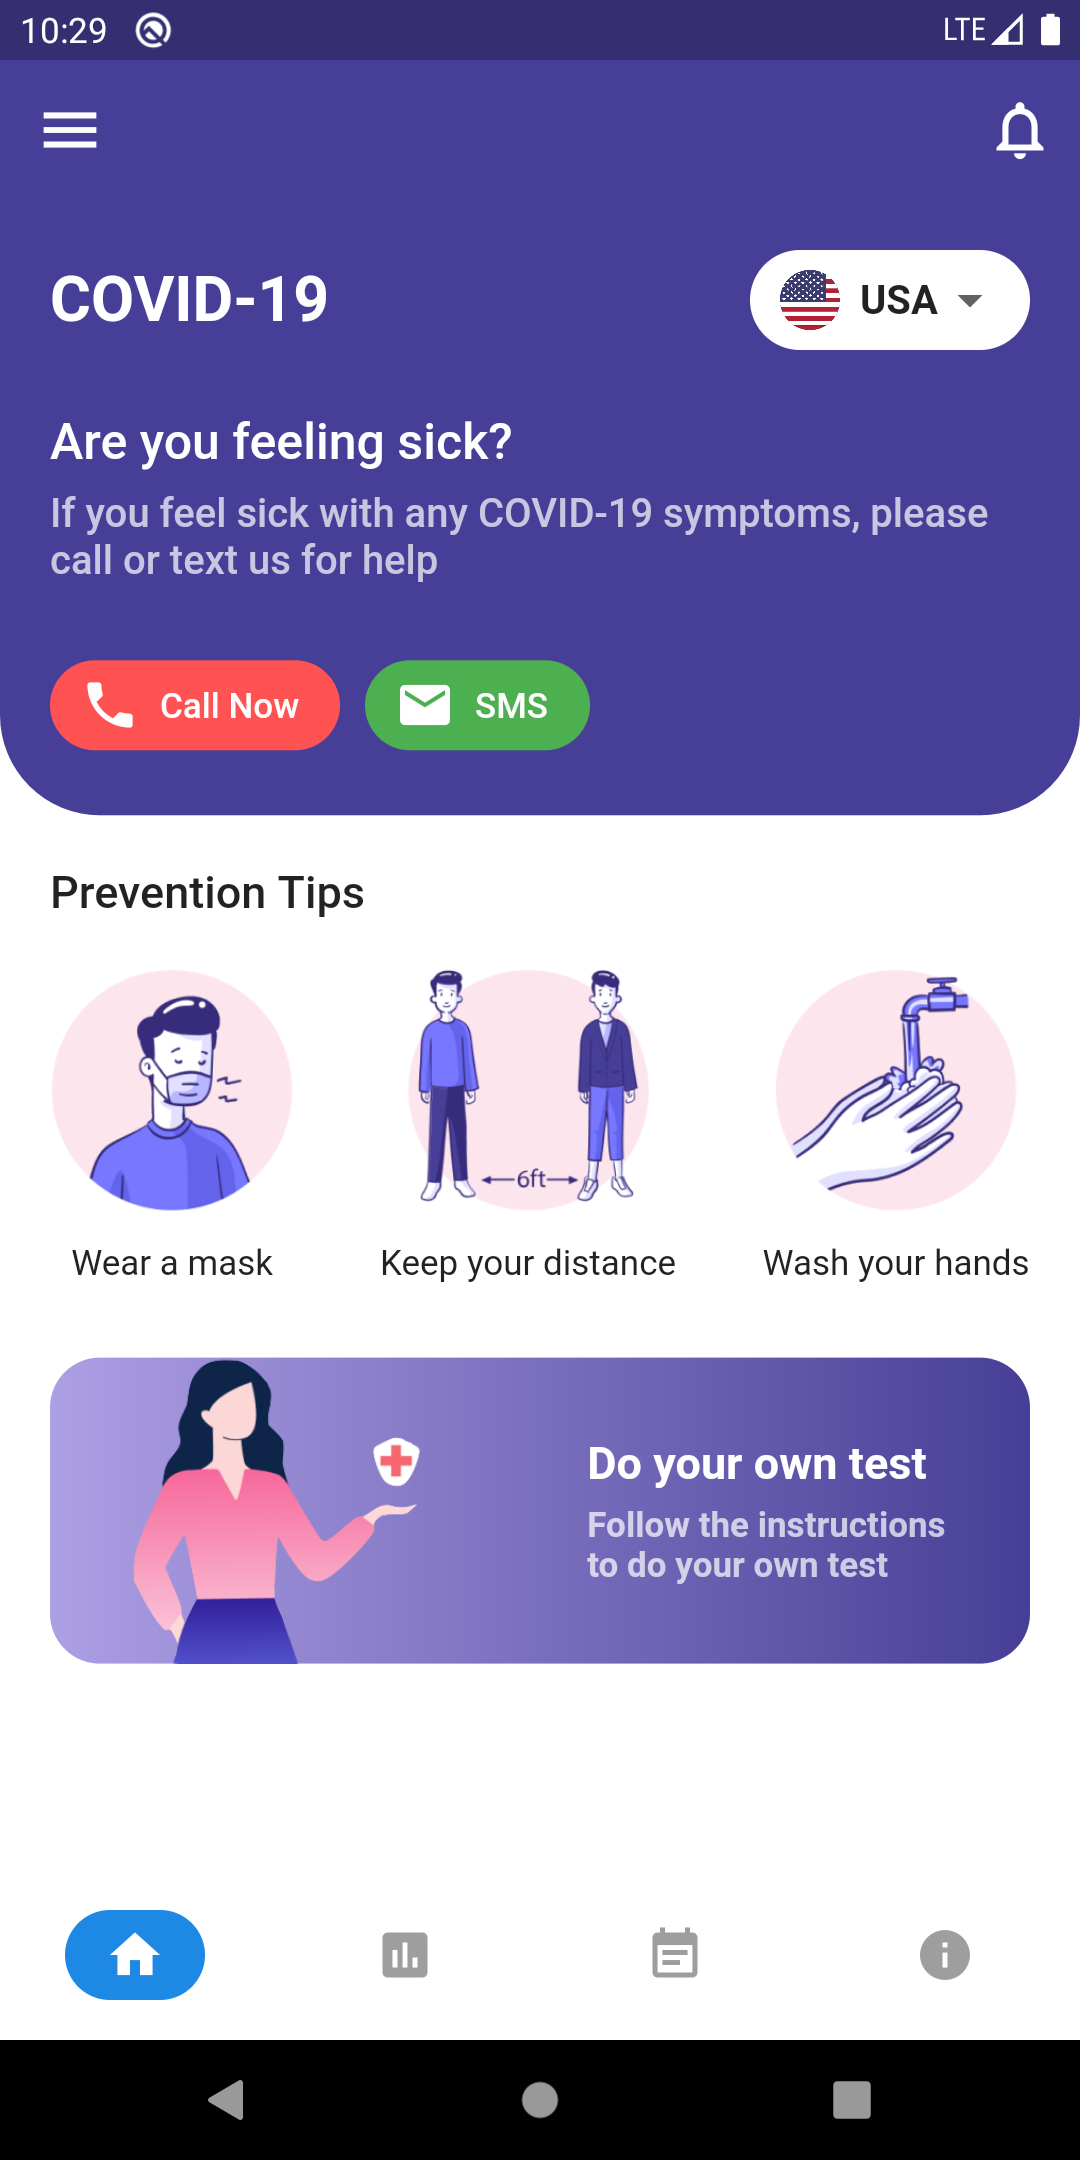 10:29
LTE
COVID-19
USA
Are you feeling sick?
If you feel sick with any COVID-19 symptoms, please
call or text us for help
Call Now
SMS
Prevention Tips
6ft
Wear a mask
Keep your distance
Wash your hands
Do your own test
Follow the instructions
to do your own test